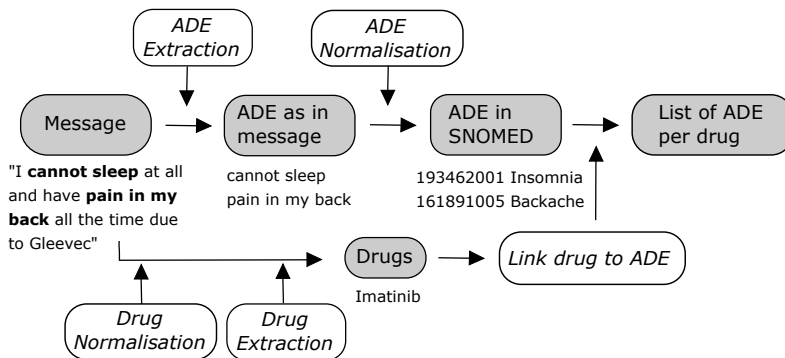 ADE
Extraction
ADE
Normalisation
Message
ADE as in
message
ADE in
SNOMED
List of ADE
per drug
"I cannot sleep at all
and have pain in my
back all the time due
to Gleevec"
cannot sleep
pain in my back
193462001 Insomnia
161891005 Backache
Drugs
Imatinib
Link drug to ADE
Drug
Normalisation
Drug
Extraction